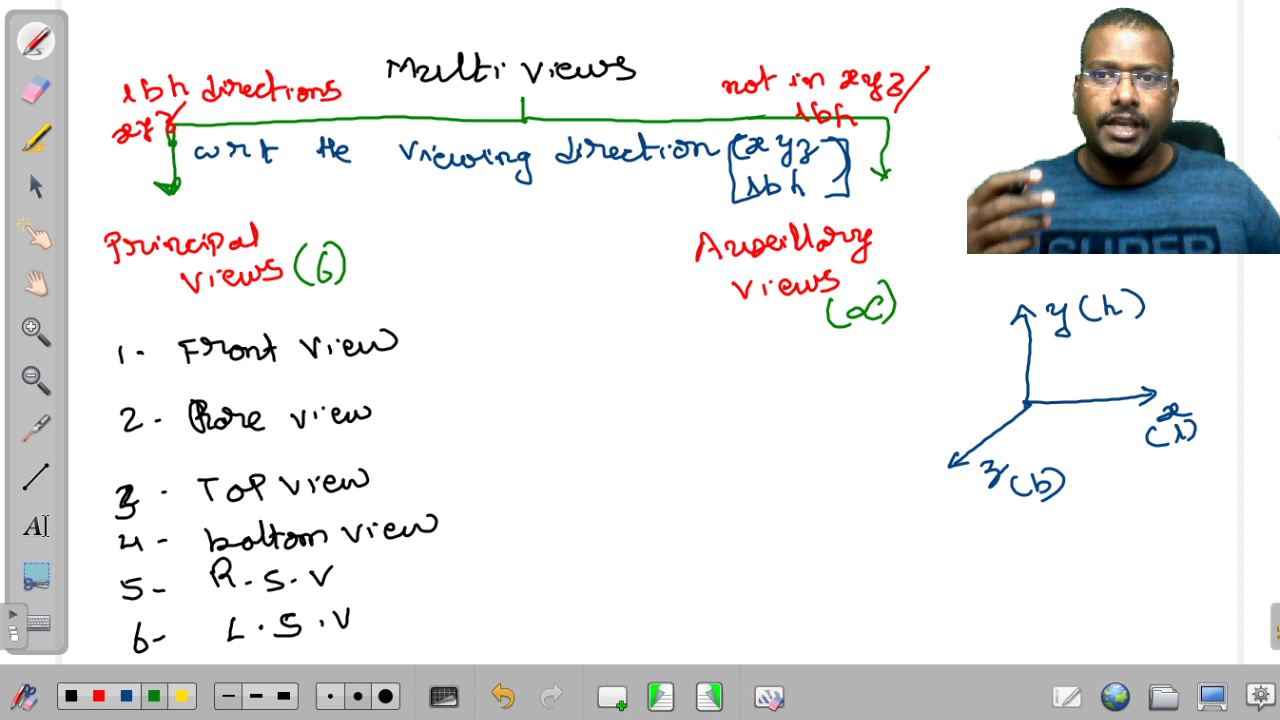 Multi views
lbh directions
xyz/
not in xyz/
lbh
wrt the viewing direction (xyz
lbh
Principal
views (6)
Auxillary
views
(∞)
1- Front view
2- Rare view
3- Top view
4- bottom view
5- R.S.V
6- L.S.V
y (h)
x
(l)
z (b)
SUPER
AI